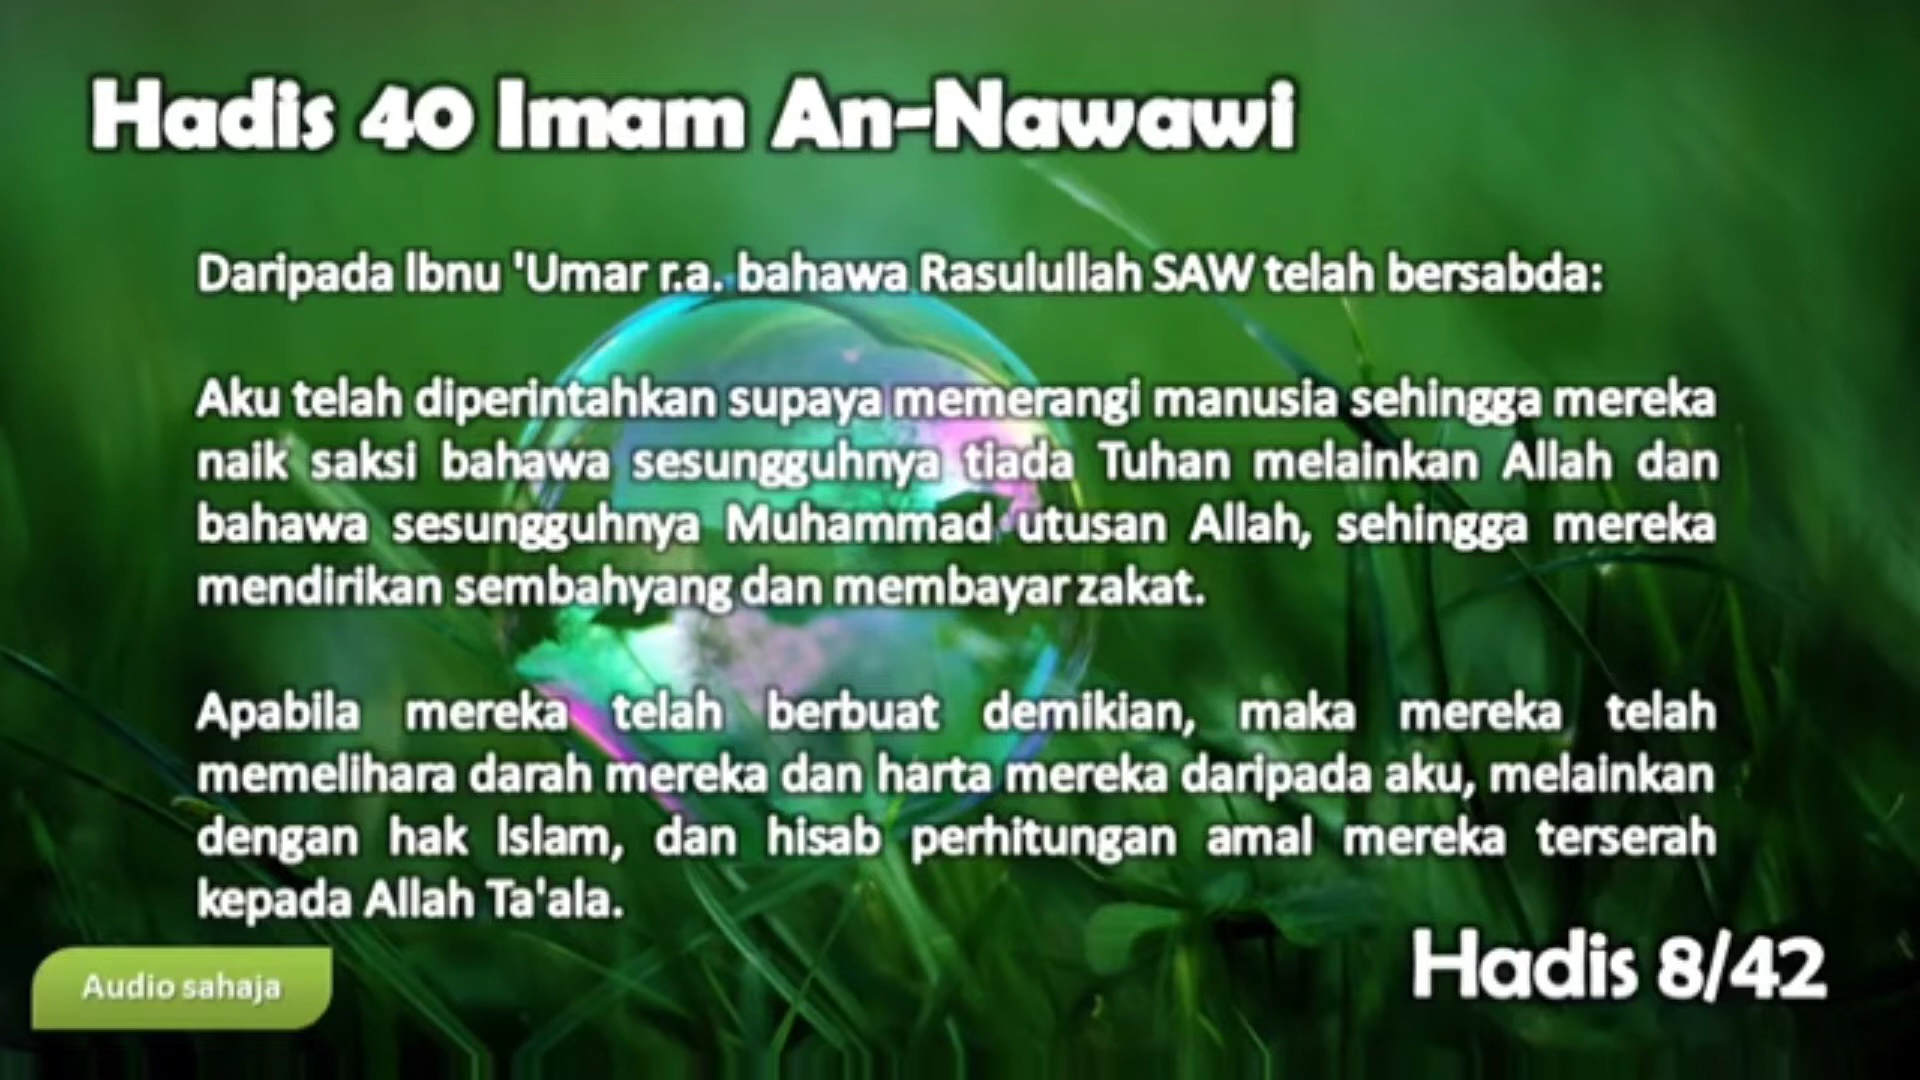 Hadis 40 Imam An-Nawawi
Daripada Ibnu 'Umar r.a. bahawa Rasulullah SAW telah bersabda:
Aku telah diperintahkan supaya memerangi manusia sehingga mereka
naik saksi bahawa sesungguhnya tiada Tuhan melainkan Allah dan
bahawa sesungguhnya Muhammad utusan Allah, sehingga mereka
mendirikan sembahyang dan membayar zakat.
Apabila mereka telah berbuat demikian, maka mereka telah
memelihara darah mereka dan harta mereka daripada aku, melainkan
dengan hak Islam, dan hisab perhitungan amal mereka terserah
kepada Allah Ta'ala.
Audio sahaja
Hadis 8/42